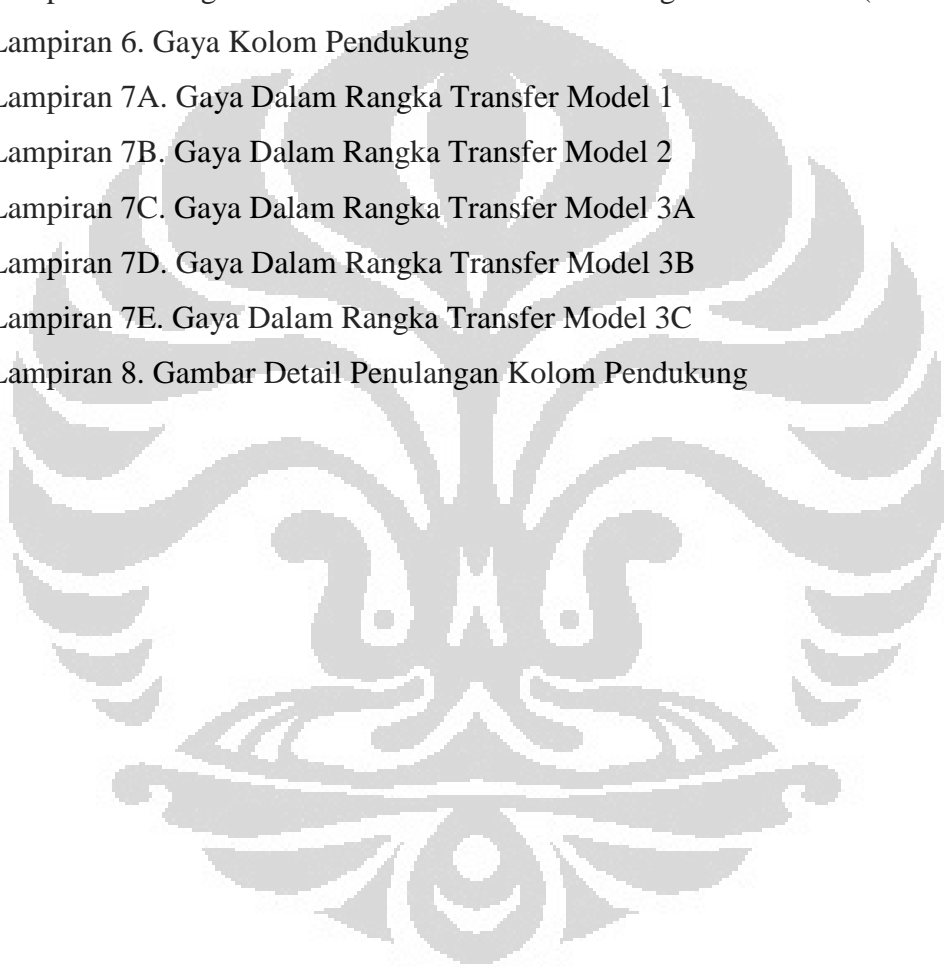 Lampiran 6. Gaya Kolom Pendukung
Lampiran 7A. Gaya Dalam Rangka Transfer Model 1
Lampiran 7B. Gaya Dalam Rangka Transfer Model 2
Lampiran 7C. Gaya Dalam Rangka Transfer Model 3A
Lampiran 7D. Gaya Dalam Rangka Transfer Model 3B
Lampiran 7E. Gaya Dalam Rangka Transfer Model 3C
Lampiran 8. Gambar Detail Penulangan Kolom Pendukung